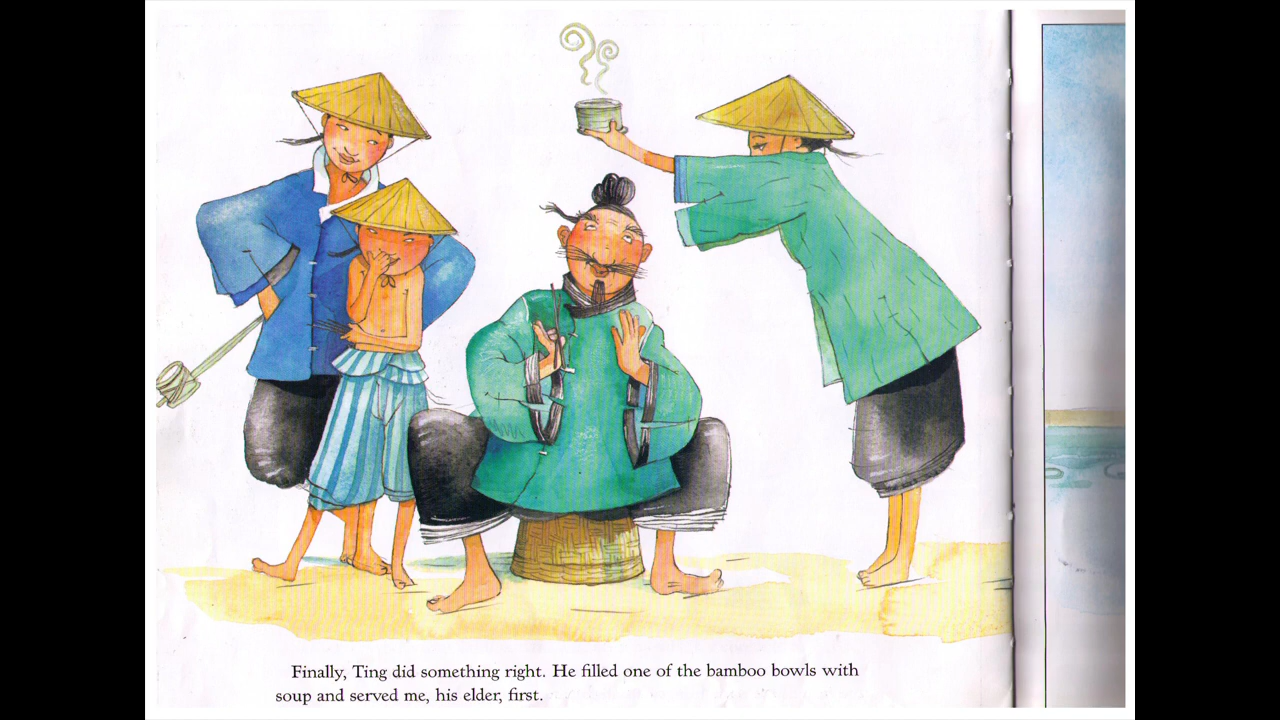 Finally, Ting did something right. He filled one of the bamboo bowls with
soup and served me, his elder, first.